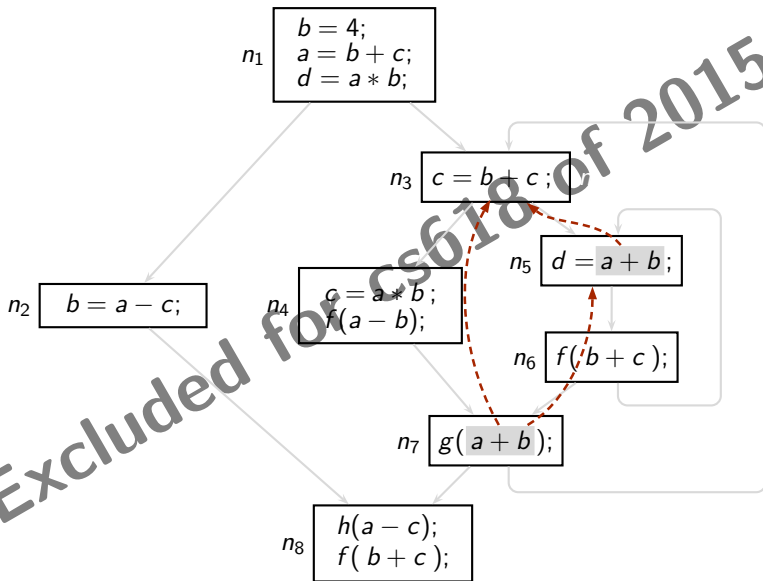 n1
b = 4;
a = b + c;
d = a ∗ b;
n3 c = b + c ;
n5 d = a + b ;
n2 b = a − c;
n4
c = a ∗ b ;
f(a − b);
n6 f( b + c );
n7 g( a + b );
n8
h(a − c);
f( b + c );
Excluded for cs618 of 2015